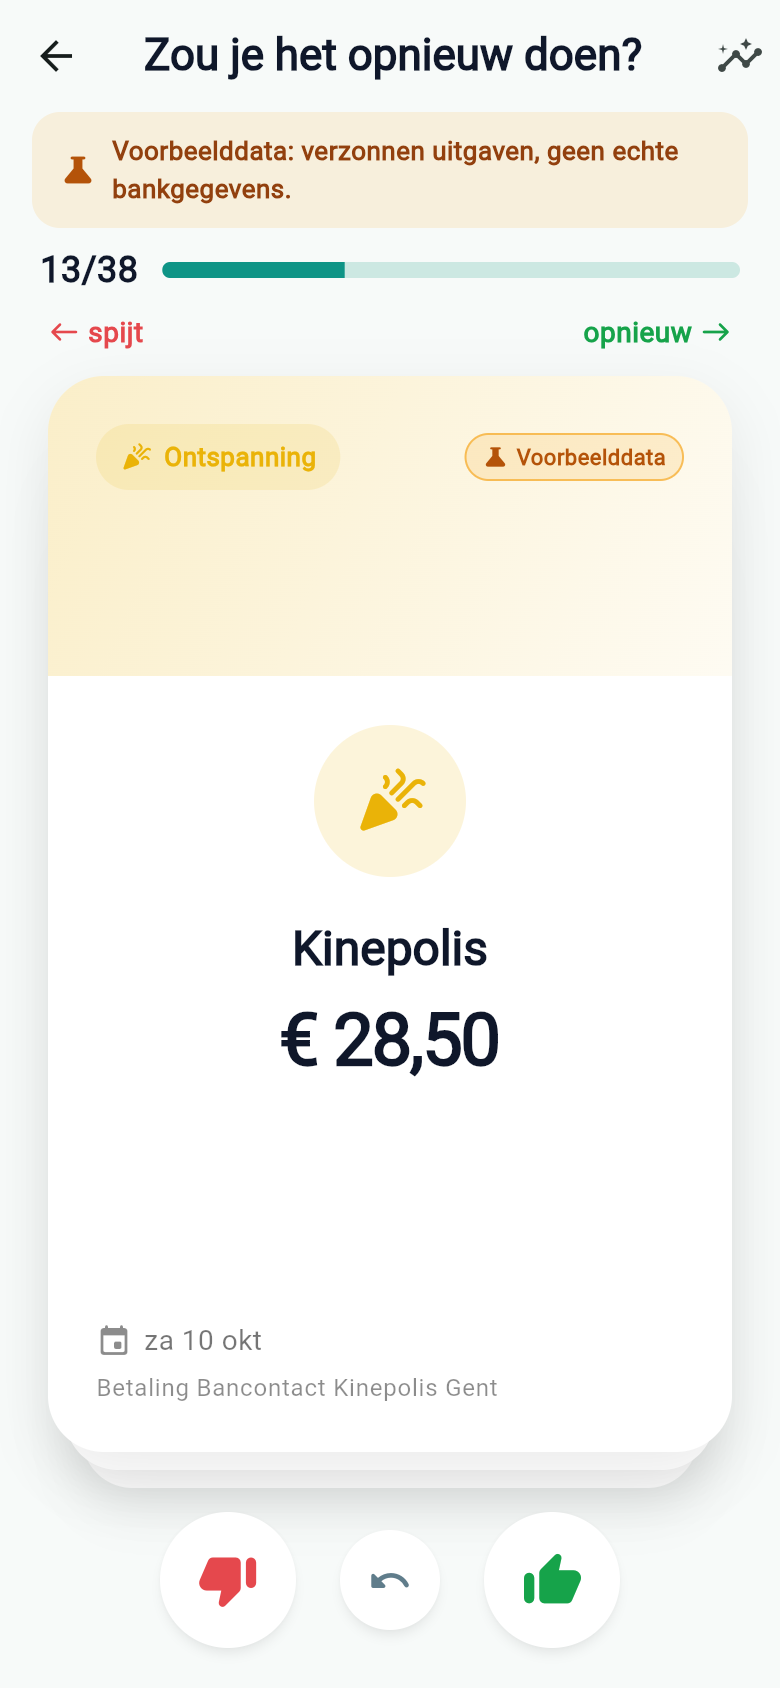 Zou je het opnieuw doen?
Voorbeelddata: verzonnen uitgaven, geen echte
bankgegevens.
13/38
← spijt
opnieuw →
Ontspanning
Voorbeelddata
Kinepolis
€ 28,50
za 10 okt
Betaling Bancontact Kinepolis Gent